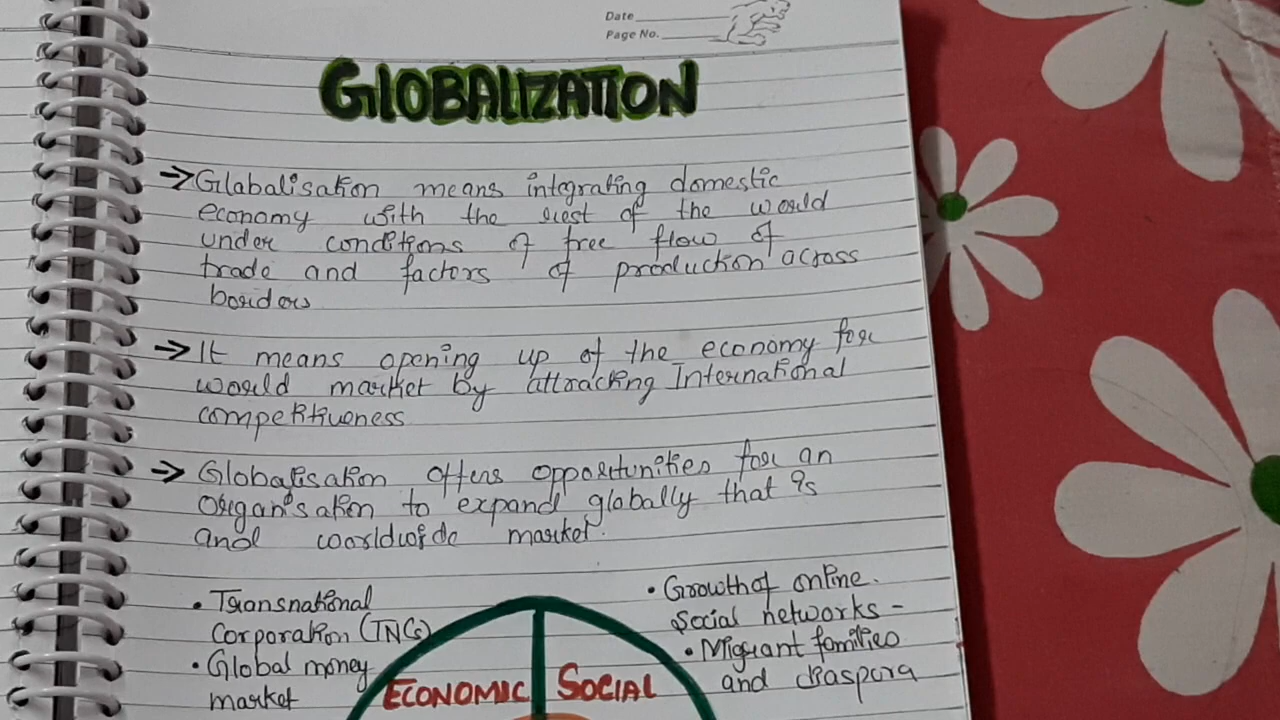 Date
Page No.
GLOBALIZATION
→ Glabalisation means integrating domestic
economy with the rest of the world
under conditions of free flow of
trade and factors of production across
borders
→ It means opening up of the economy for
world market by attracting International
competitiveness
→ Globalisation offers opportunities for an
Organisation to expand globally that is
and worldwide market.
• Transnational
Corporation (TNCs)
• Global money
market
• Growth of online
Social networks -
• Migrant families
and diaspora
ECONOMIC
SOCIAL